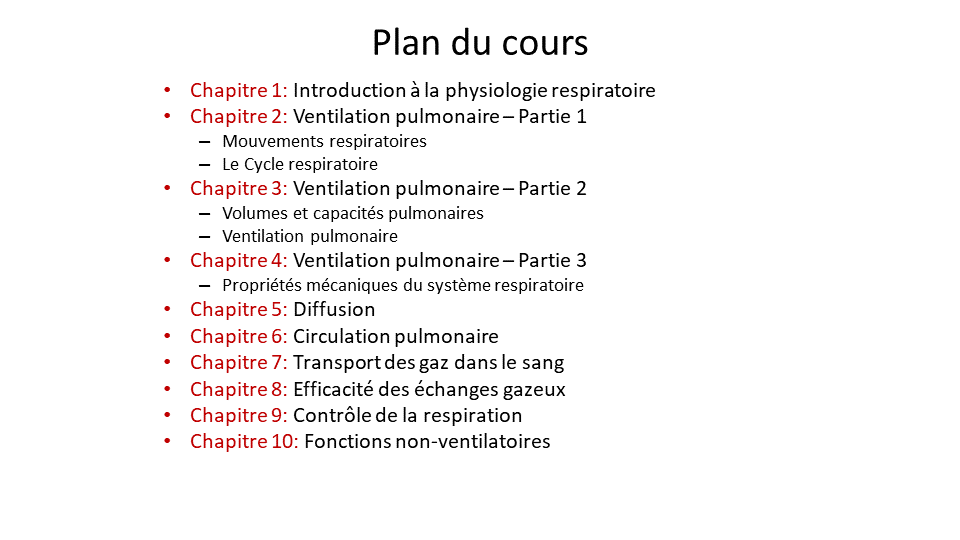 Plan du cours
• Chapitre 1: Introduction à la physiologie respiratoire
• Chapitre 2: Ventilation pulmonaire – Partie 1
– Mouvements respiratoires
– Le Cycle respiratoire
• Chapitre 3: Ventilation pulmonaire – Partie 2
– Volumes et capacités pulmonaires
– Ventilation pulmonaire
• Chapitre 4: Ventilation pulmonaire – Partie 3
– Propriétés mécaniques du système respiratoire
• Chapitre 5: Diffusion
• Chapitre 6: Circulation pulmonaire
• Chapitre 7: Transport des gaz dans le sang
• Chapitre 8: Efficacité des échanges gazeux
• Chapitre 9: Contrôle de la respiration
• Chapitre 10: Fonctions non-ventilatoires